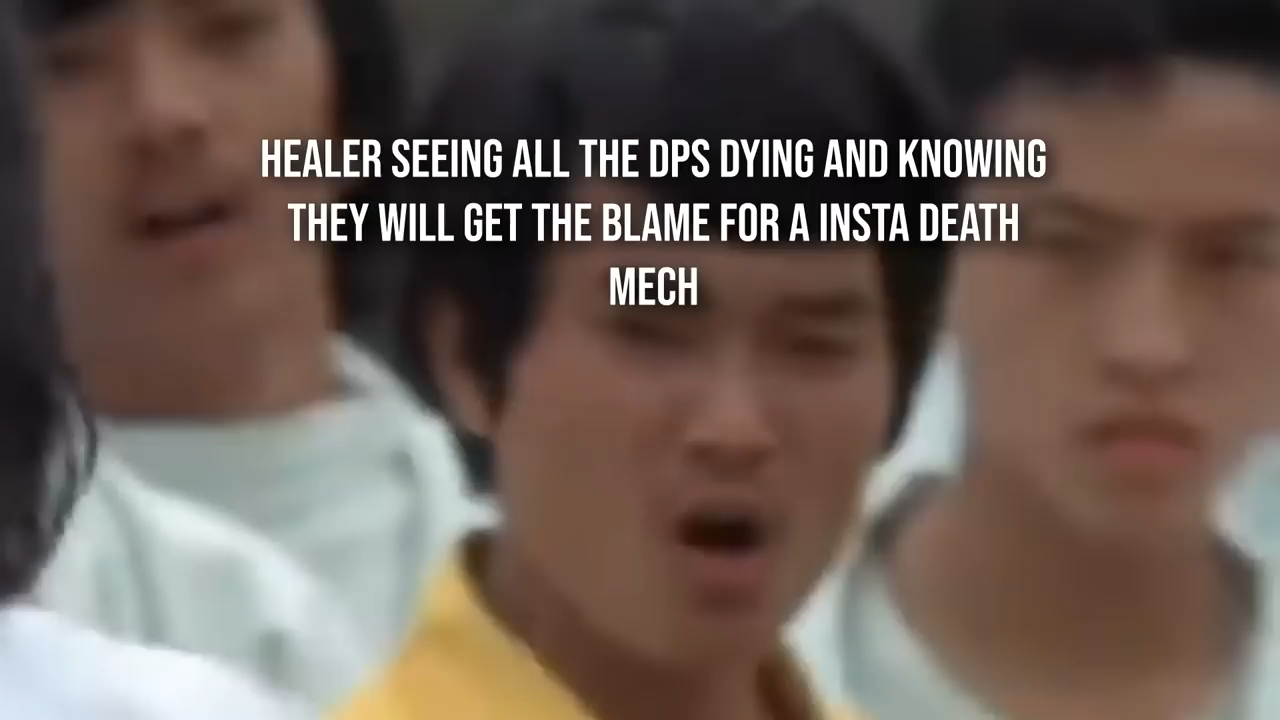 HEALER SEEING ALL THE DPS DYING AND KNOWING
THEY WILL GET THE BLAME FOR A INSTA DEATH
MECH